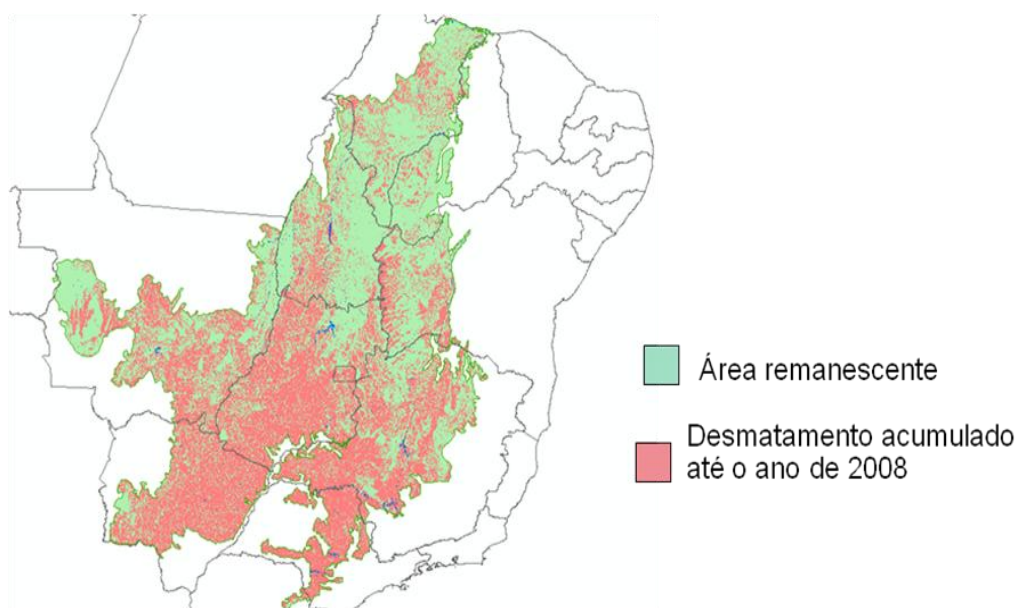 Área remanescente
Desmatamento acumulado
até o ano de 2008